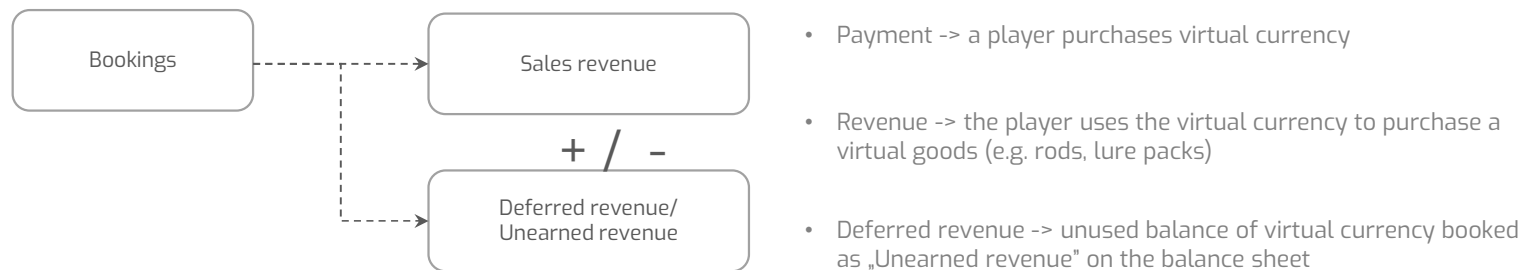 Bookings
Sales revenue
+ / -
Deferred revenue/
Unearned revenue
• Payment -> a player purchases virtual currency
• Revenue -> the player uses the virtual currency to purchase a
virtual goods (e.g. rods, lure packs)
• Deferred revenue -> unused balance of virtual currency booked
as „Unearned revenue” on the balance sheet